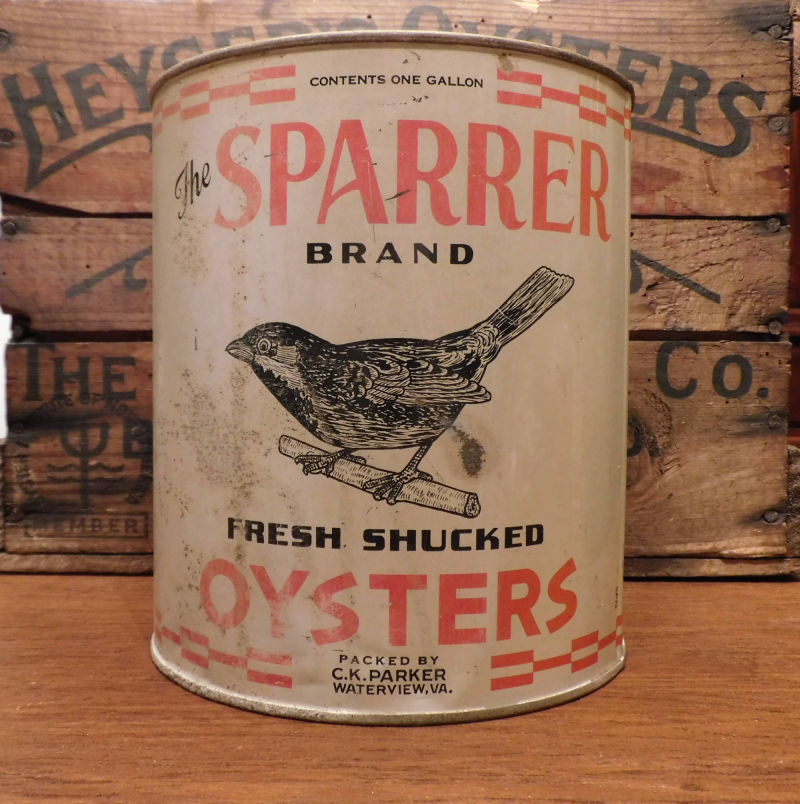 HEYSER'S OYSTERS
CONTENTS ONE GALLON
The SPARRER
BRAND
THE
Co.
MEMBER
FRESH SHUCKED
OYSTERS
PACKED BY
C.K. PARKER
WATERVIEW, VA.